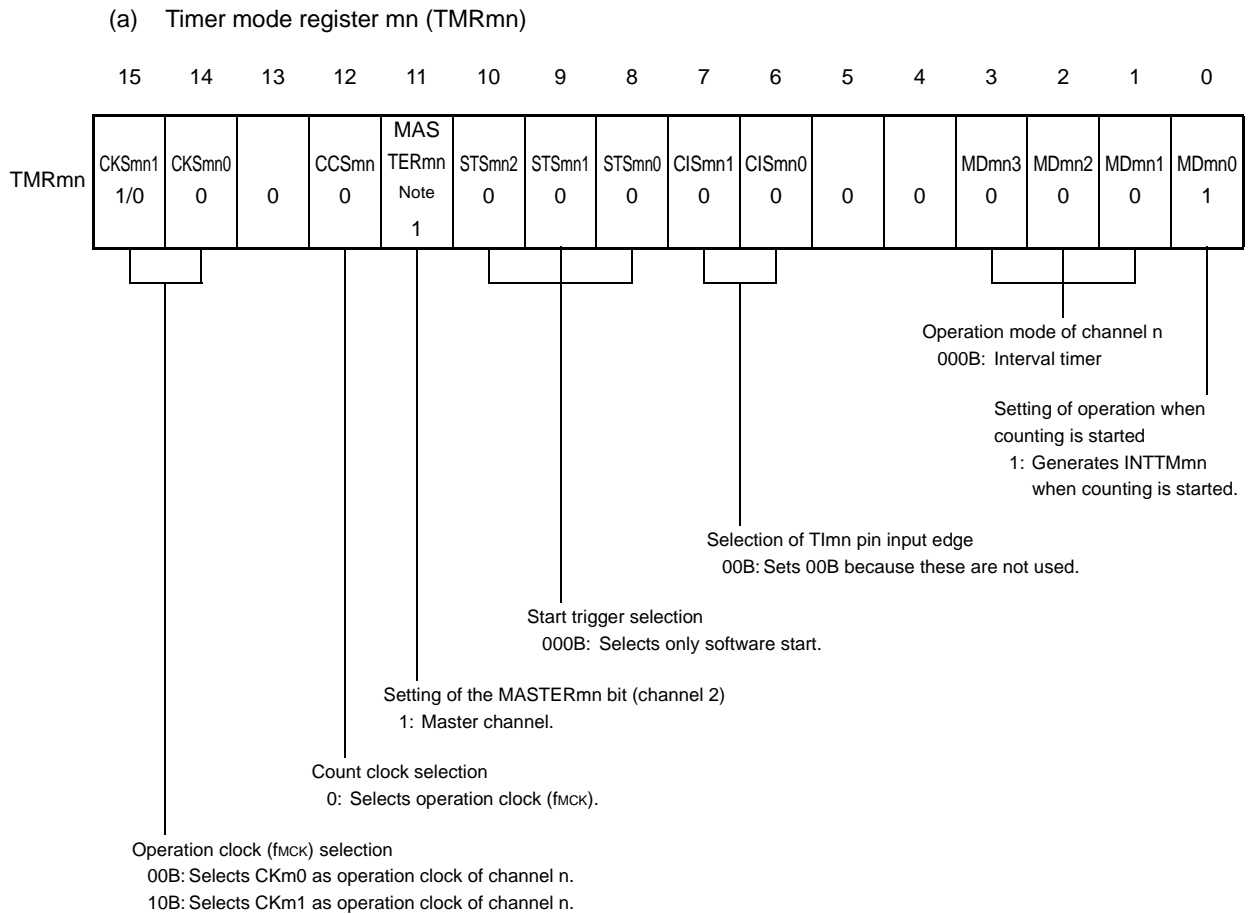 (a) Timer mode register mn (TMRmn)
15 14 13 12 11 10 9 8 7 6 5 4 3 2 1 0
TMRmn
CKSmn1 CKSmn0 CCSmn MAS STSmn2 STSmn1 STSmn0 CISmn1 CISmn0 MDmn3 MDmn2 MDmn1 MDmn0
TERmn
Note
1/0 0 0 0 1 0 0 0 0 0 0 0 0 0 0 1
Operation mode of channel n
000B: Interval timer
Setting of operation when
counting is started
1: Generates INTTMmn
when counting is started.
Selection of TImn pin input edge
00B: Sets 00B because these are not used.
Start trigger selection
000B: Selects only software start.
Setting of the MASTERmn bit (channel 2)
1: Master channel.
Count clock selection
0: Selects operation clock (fMCK).
Operation clock (fMCK) selection
00B: Selects CKm0 as operation clock of channel n.
10B: Selects CKm1 as operation clock of channel n.